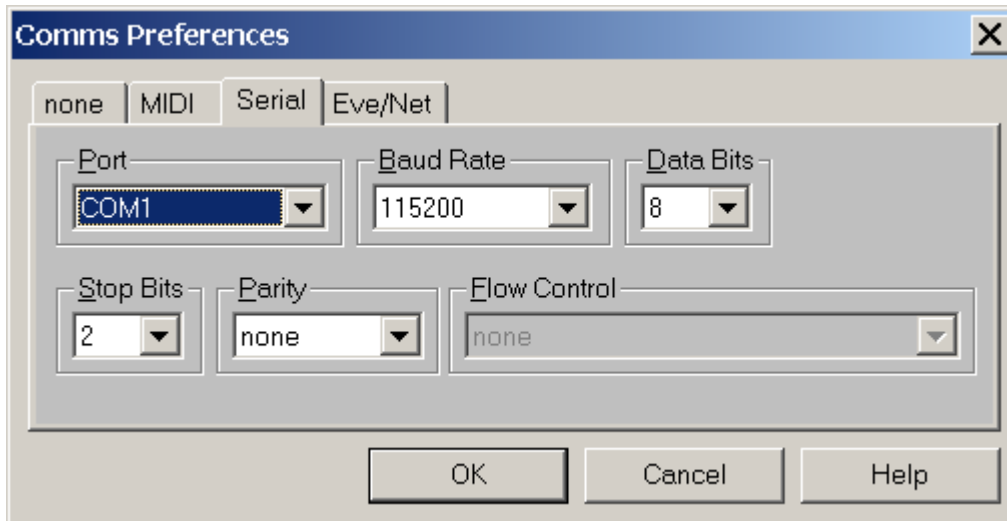 Comms Preferences
none MIDI Serial Eve/Net
Port Baud Rate Data Bits
COM1 115200 8
Stop Bits Parity Flow Control
2 none none
OK Cancel Help